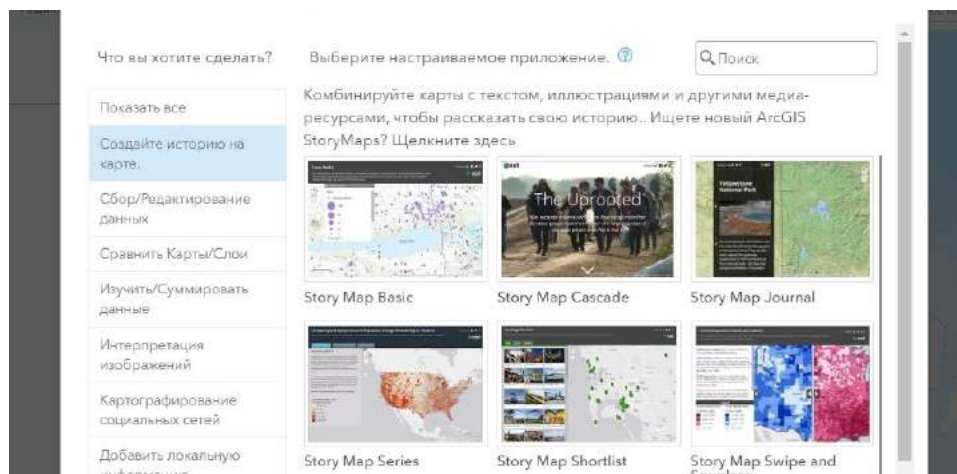 Что вы хотите сделать?
Выберите настраиваемое приложение.
Поиск
Показать все
Создайте историю на
карте.
Сбор/Редактирование
данных
Сравнить Карты/Слои
Изучить/Суммировать
данные
Интерпретация
изображений
Картографирование
социальных сетей
Добавить локальную
Комбинируйте карты с текстом, иллюстрациями и другими медиа-
ресурсами, чтобы рассказать свою историю.. Ищете новый ArcGIS
StoryMaps? Щелкните здесь
The Uprooted
Yellowstone
National Park
Story Map Basic
Story Map Cascade
Story Map Journal
Story Map Series
Story Map Shortlist
Story Map Swipe and